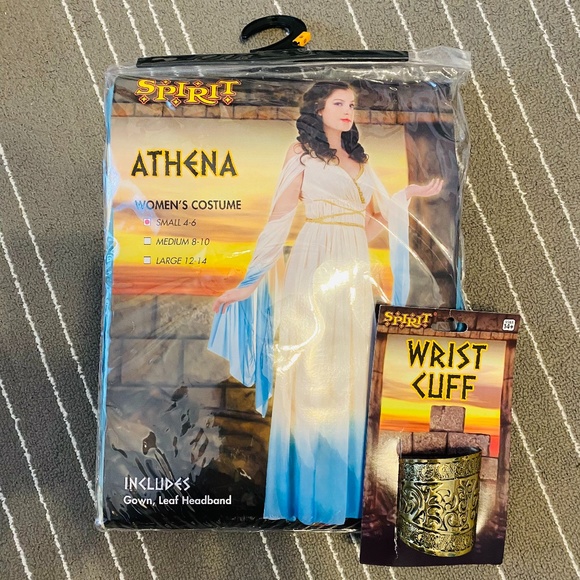 SPIRIT
ATHENA
WOMEN'S COSTUME
SMALL 4-6
MEDIUM 8-10
LARGE 12-14
INCLUDES
Gown, Leaf Headband
SPIRIT
14+
WRIST
CUFF